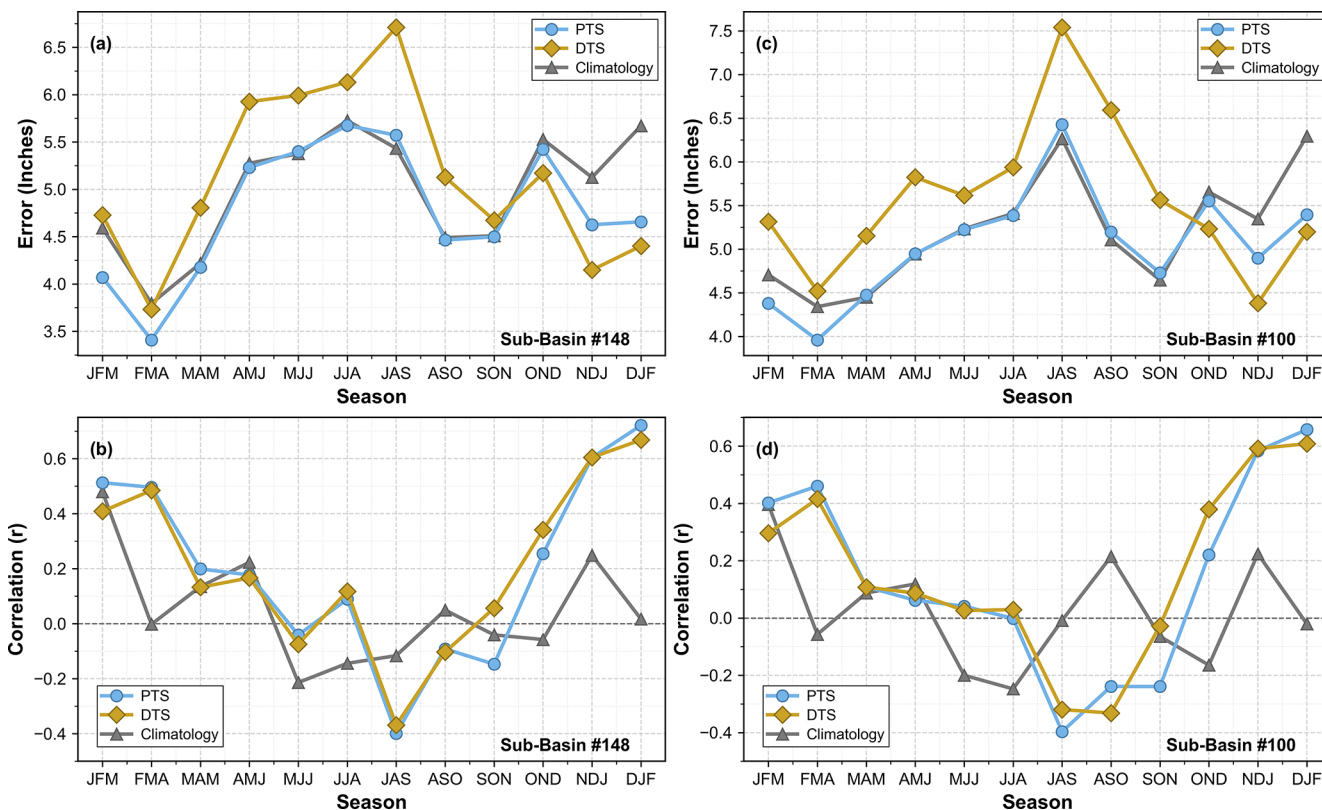 (a)
PTS
DTS
Climatology
6.5
6.0
5.5
5.0
4.5
4.0
3.5
Error (Inches)
Sub-Basin #148
JFM FMA MAM AMJ MJJ JJA JAS ASO SON OND NDJ DJF
Season
(c)
PTS
DTS
Climatology
7.5
7.0
6.5
6.0
5.5
5.0
4.5
4.0
Error (Inches)
Sub-Basin #100
JFM FMA MAM AMJ MJJ JJA JAS ASO SON OND NDJ DJF
Season
(b)
0.6
0.4
0.2
0.0
−0.2
−0.4
Correlation (r)
PTS
DTS
Climatology
Sub-Basin #148
JFM FMA MAM AMJ MJJ JJA JAS ASO SON OND NDJ DJF
Season
(d)
0.6
0.4
0.2
0.0
−0.2
−0.4
Correlation (r)
PTS
DTS
Climatology
Sub-Basin #100
JFM FMA MAM AMJ MJJ JJA JAS ASO SON OND NDJ DJF
Season